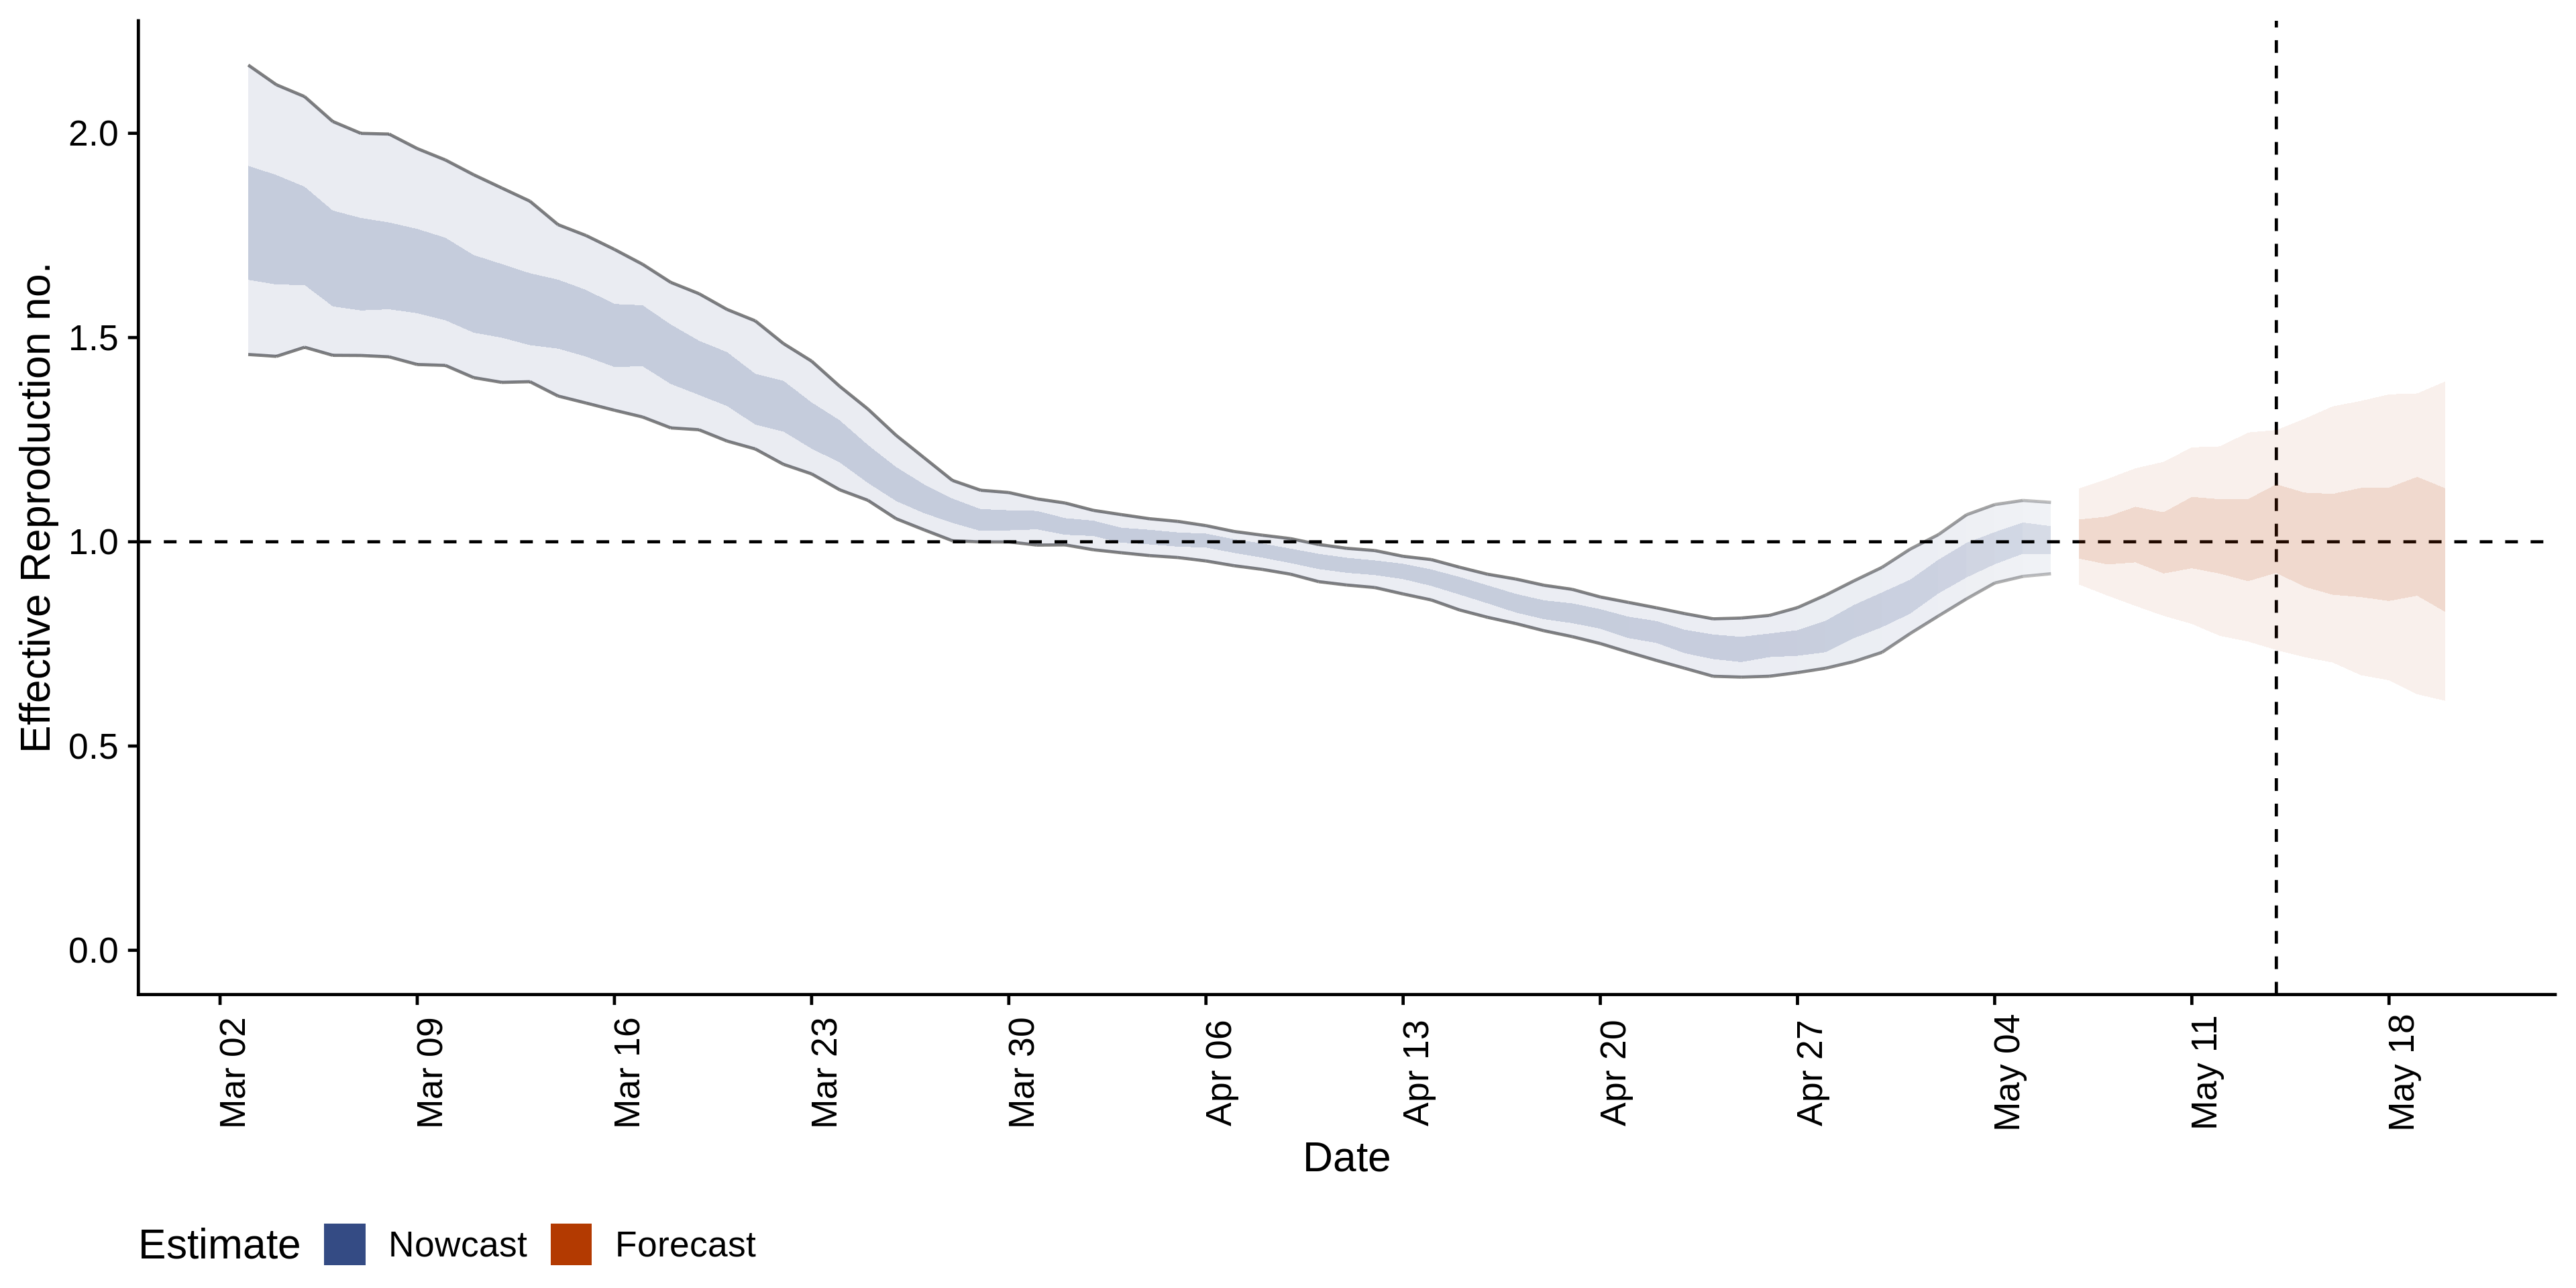 Effective Reproduction no.
2.0
1.5
1.0
0.5
0.0
Mar 02
Mar 09
Mar 16
Mar 23
Mar 30
Apr 06
Apr 13
Apr 20
Apr 27
May 04
May 11
May 18
Date
Estimate Nowcast Forecast